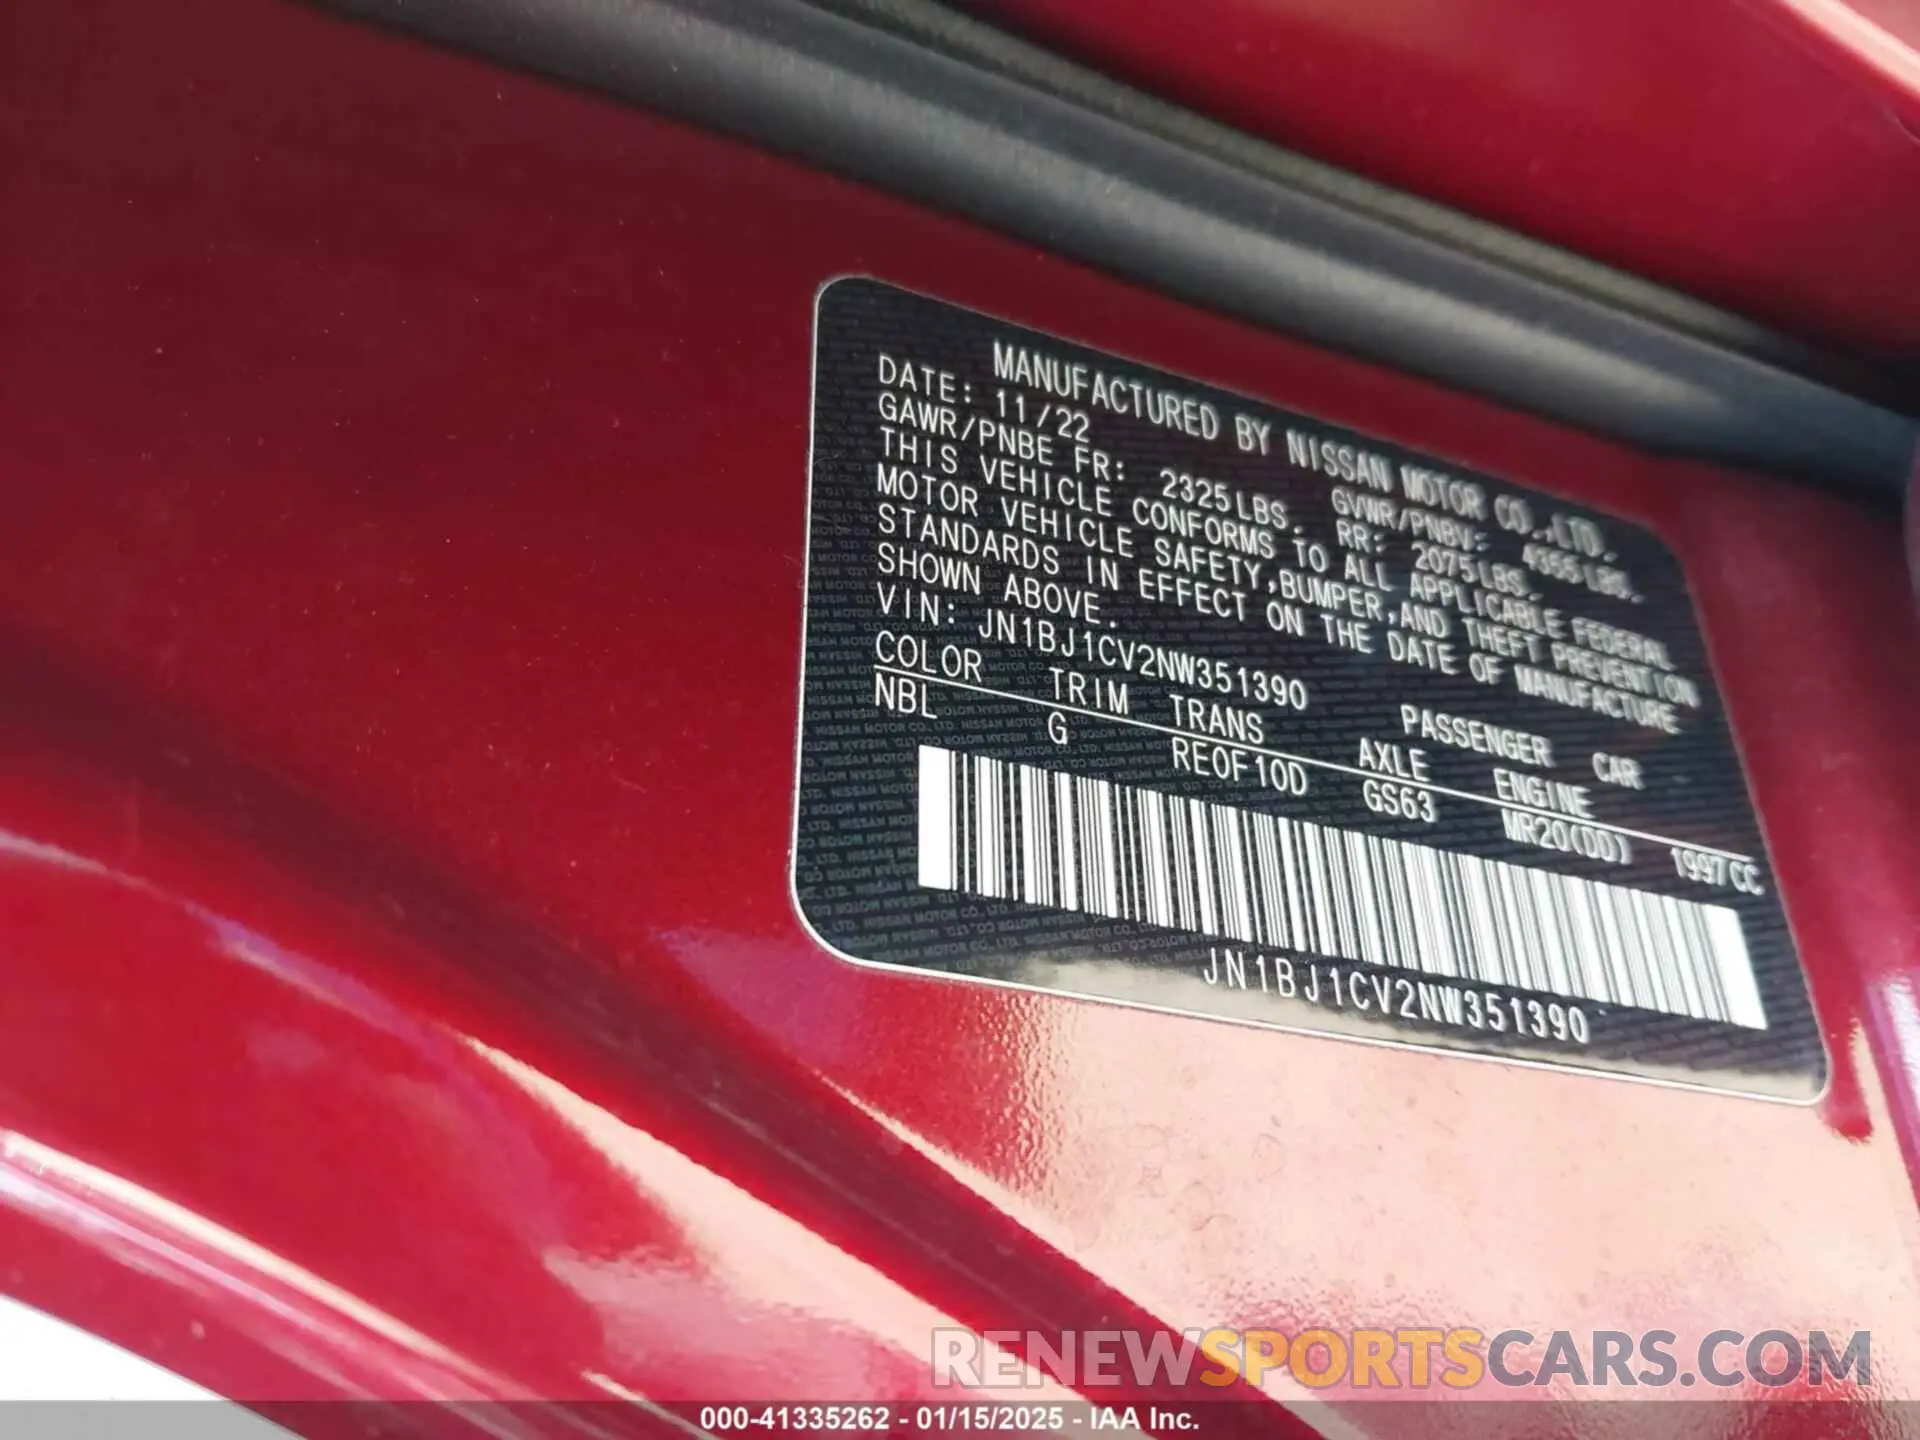 MANUFACTURED BY NISSAN MOTOR CO.,LTD.
DATE: 11/22 GVWR/PNBV: 4365LBS.
GAWR/PNBE FR: 2325LBS. RR: 2075LBS.
THIS VEHICLE CONFORMS TO ALL APPLICABLE FEDERAL
MOTOR VEHICLE SAFETY,BUMPER,AND THEFT PREVENTION
STANDARDS IN EFFECT ON THE DATE OF MANUFACTURE
SHOWN ABOVE.
VIN: JN1BJ1CV2NW351390 PASSENGER CAR
COLOR TRIM TRANS AXLE ENGINE
NBL G RE0F10D GS63 MR20(DD) 1997CC
JN1BJ1CV2NW351390
RENEWSPORTSCARS.COM
000-41335262 - 01/15/2025 - IAA Inc.